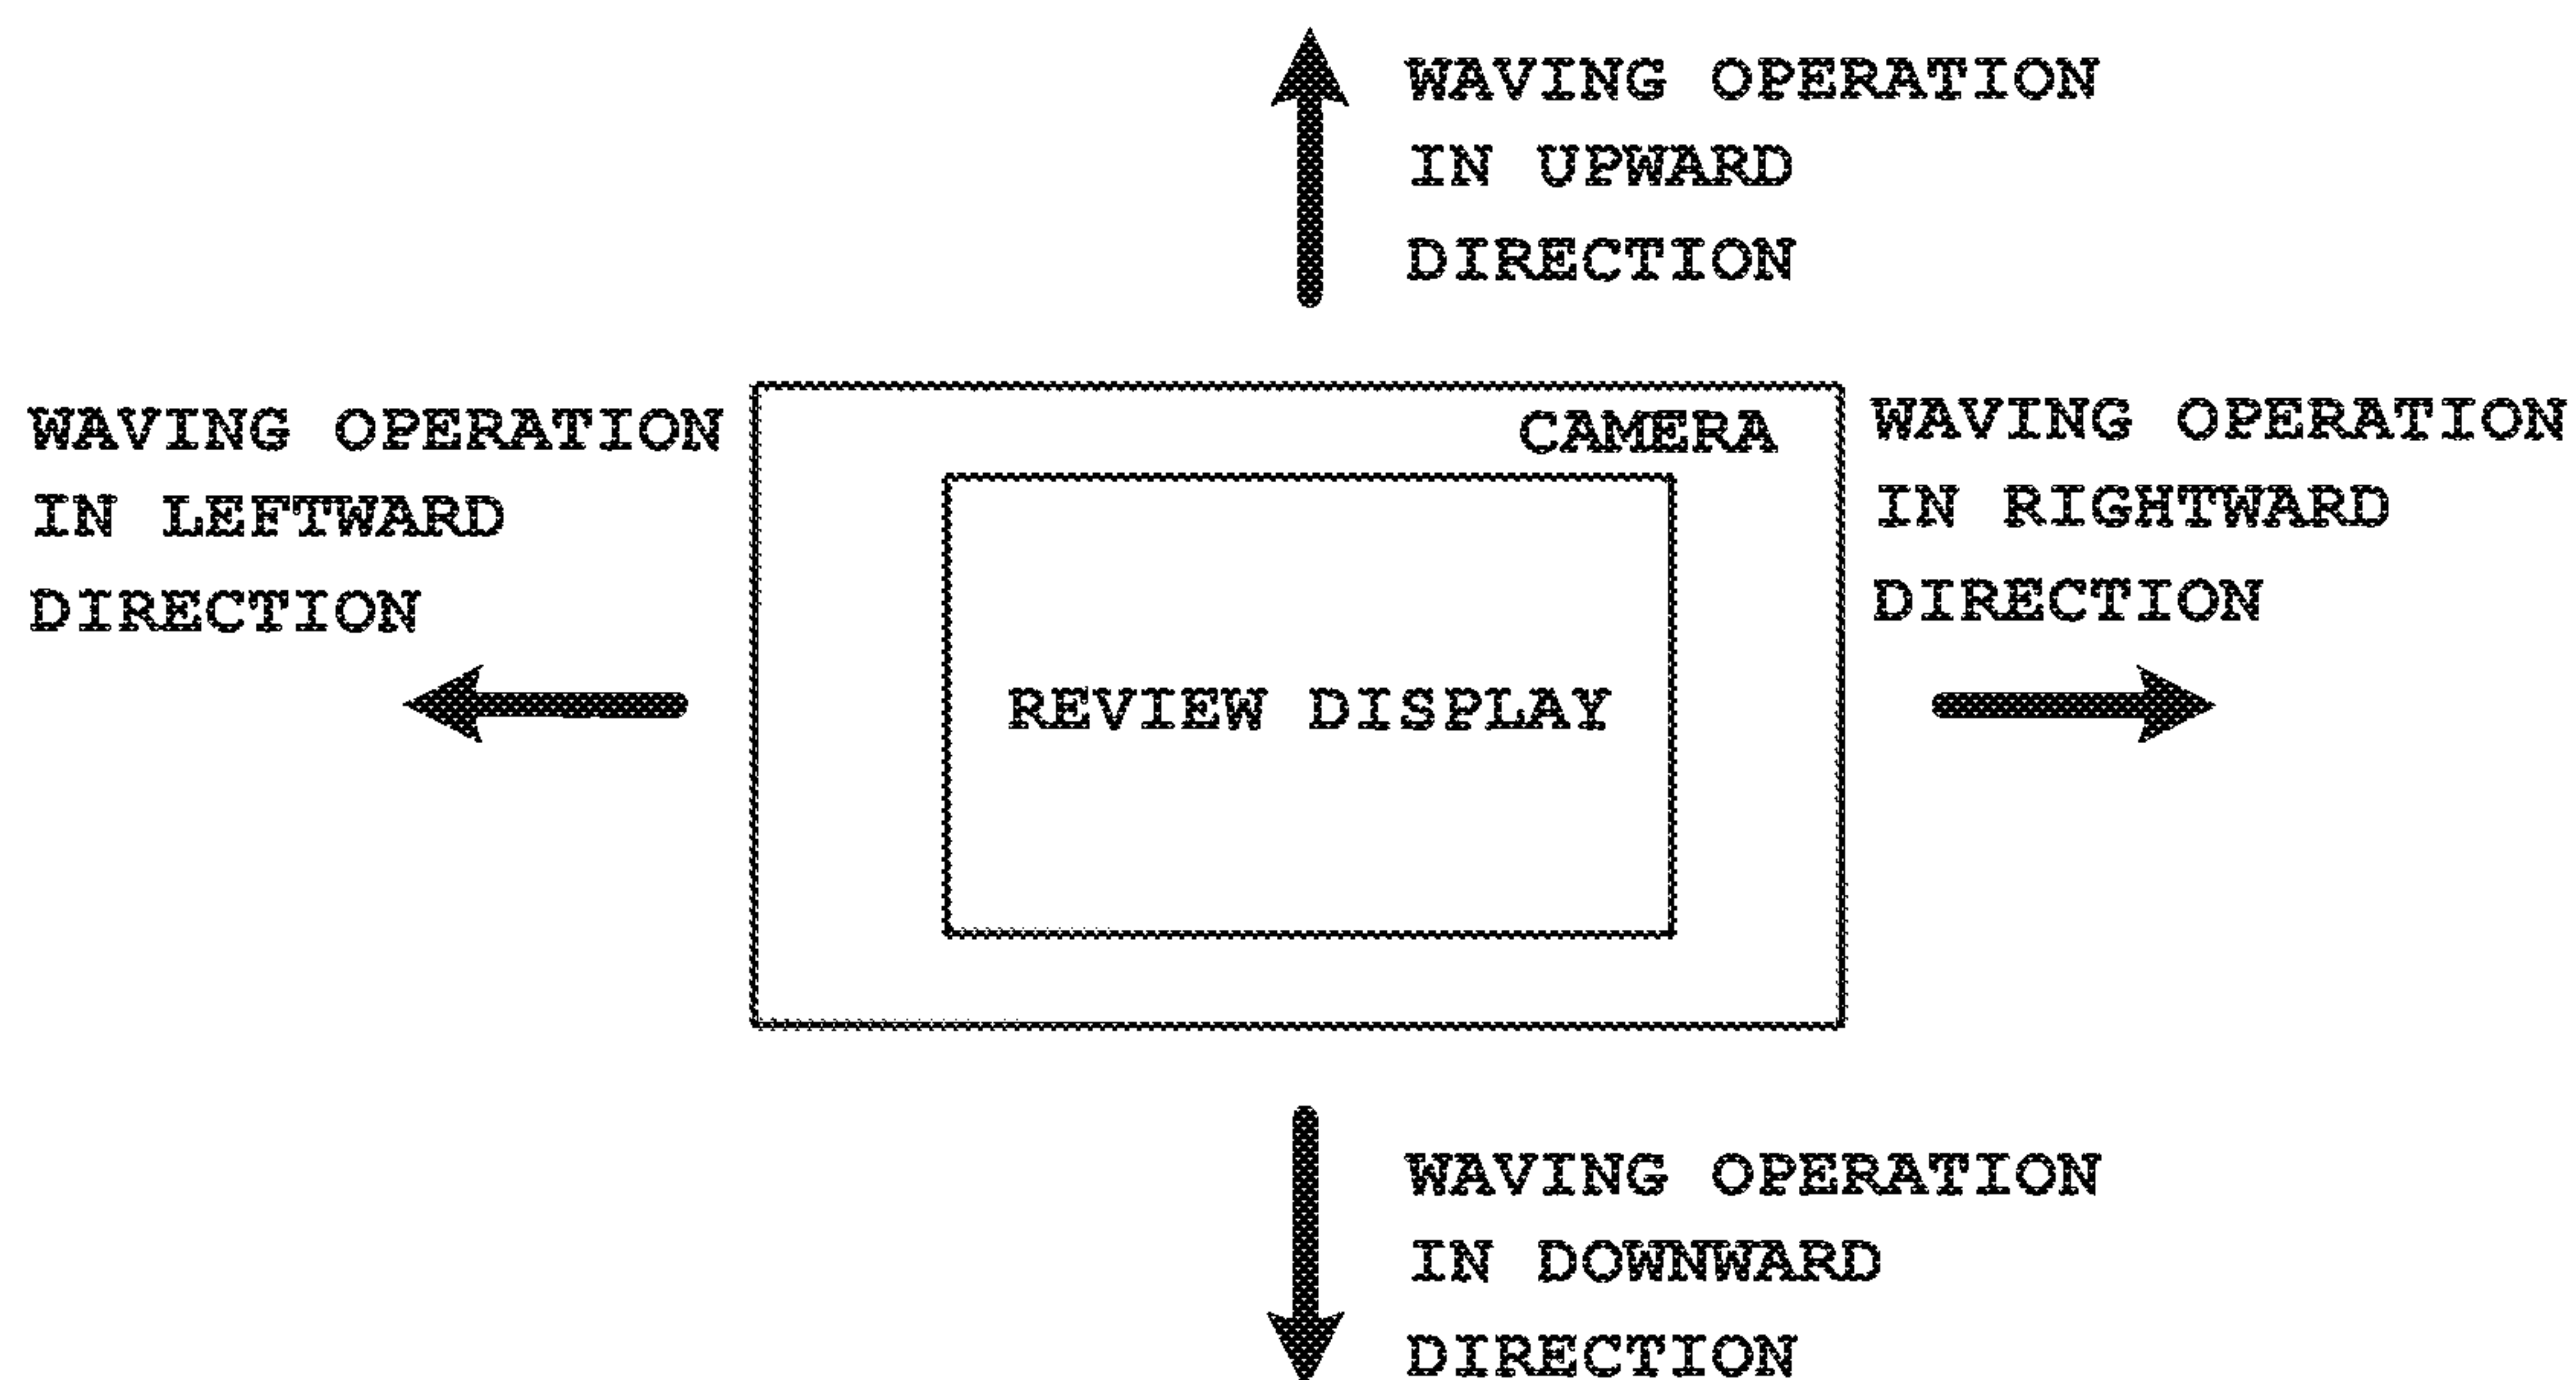 WAVING OPERATION
IN UPWARD
DIRECTION
WAVING OPERATION
IN LEFTWARD
DIRECTION
CAMERA
REVIEW DISPLAY
WAVING OPERATION
IN RIGHTWARD
DIRECTION
WAVING OPERATION
IN DOWNWARD
DIRECTION